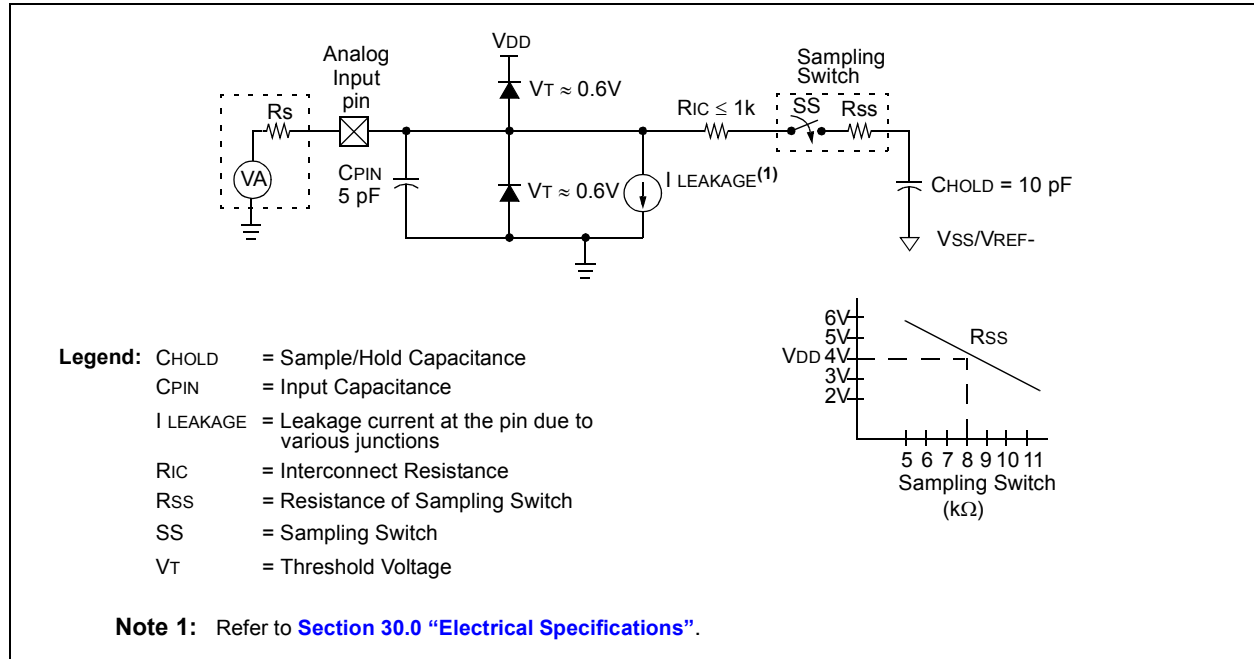 VDD
Analog
Input
pin
Sampling
Switch
VT ≈ 0.6V
Rs
RIC ≤ 1k
SS
Rss
VA
CPIN
5 pF
VT ≈ 0.6V
I LEAKAGE(1)
CHOLD = 10 pF
VSS/VREF-
6V
5V
VDD 4V
3V
2V
RSS
5 6 7 8 9 10 11
Sampling Switch
(kΩ)
Legend: CHOLD = Sample/Hold Capacitance
CPIN = Input Capacitance
I LEAKAGE = Leakage current at the pin due to
various junctions
RIC = Interconnect Resistance
RSS = Resistance of Sampling Switch
SS = Sampling Switch
VT = Threshold Voltage
Note 1: Refer to Section 30.0 “Electrical Specifications”.